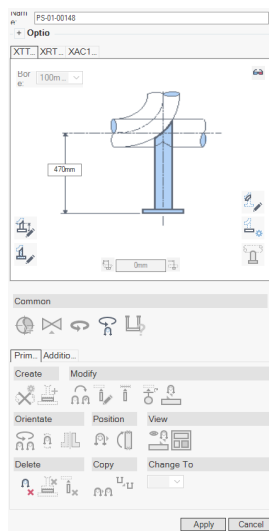 Nam
e:
PS-01-00148
+ Optio
XTT... XRT... XAC1...
Bor
e:
100m...
470mm
0mm
Common
Prim... Additio...
Create Modify
Orientate Position View
Delete Copy Change To
Apply Cancel